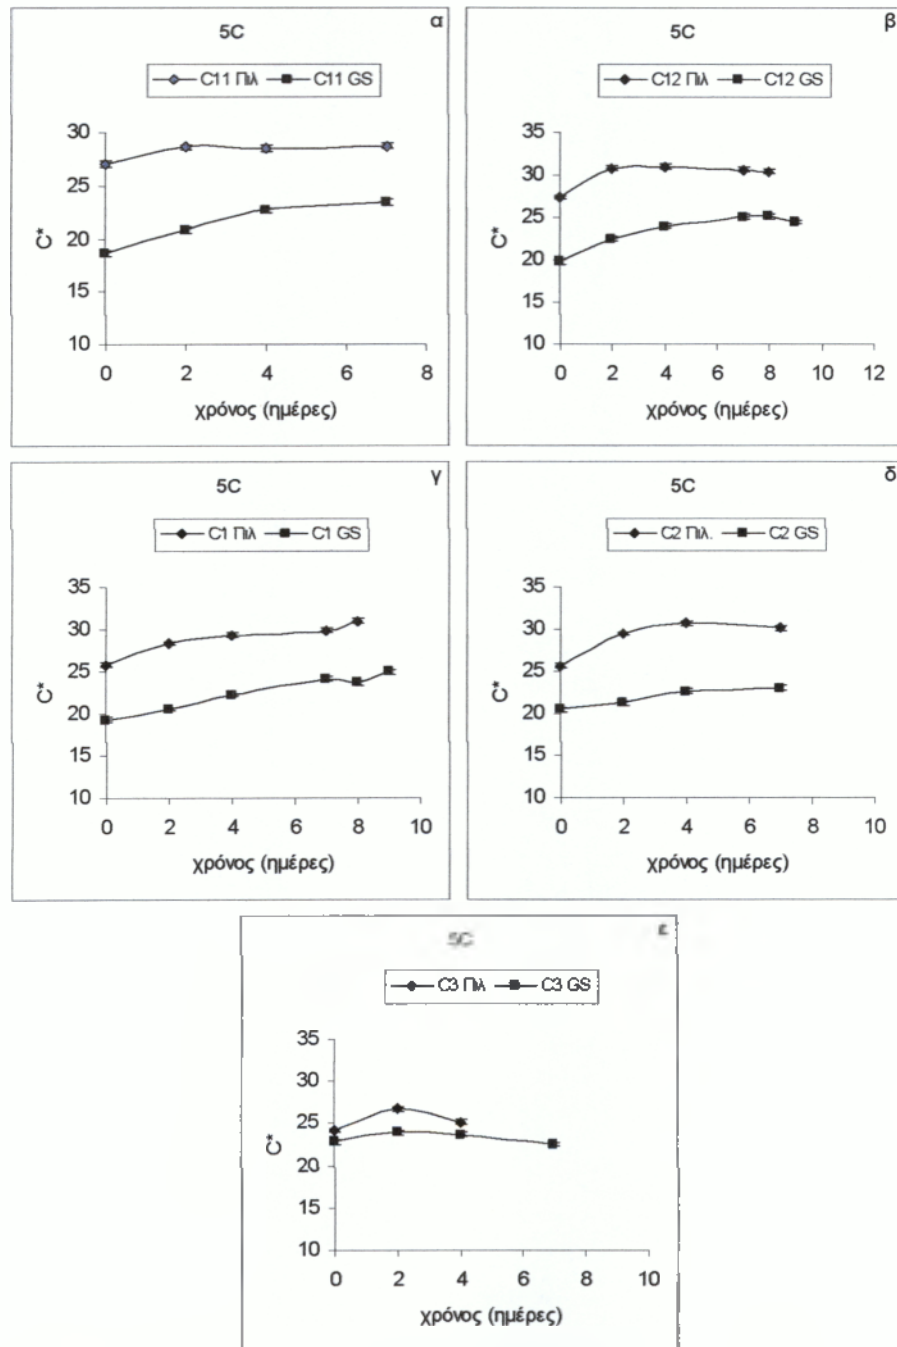 α
5C
C11 Πιλ C11 GS
30
25
20
15
10
C*
0 2 4 6 8
χρόνος (ημέρες)
β
5C
C12 Πιλ C12 GS
35
30
25
20
15
10
C*
0 2 4 6 8 10 12
χρόνος (ημέρες)
γ
5C
C1 Πιλ C1 GS
35
30
25
20
15
10
C*
0 2 4 6 8 10
χρόνος (ημέρες)
δ
5C
C2 Πιλ. C2 GS
35
30
25
20
15
10
C*
0 2 4 6 8 10
χρόνος (ημέρες)
ε
5C
C3 Πιλ C3 GS
35
30
25
20
15
10
C*
0 2 4 6 8 10
χρόνος (ημέρες)